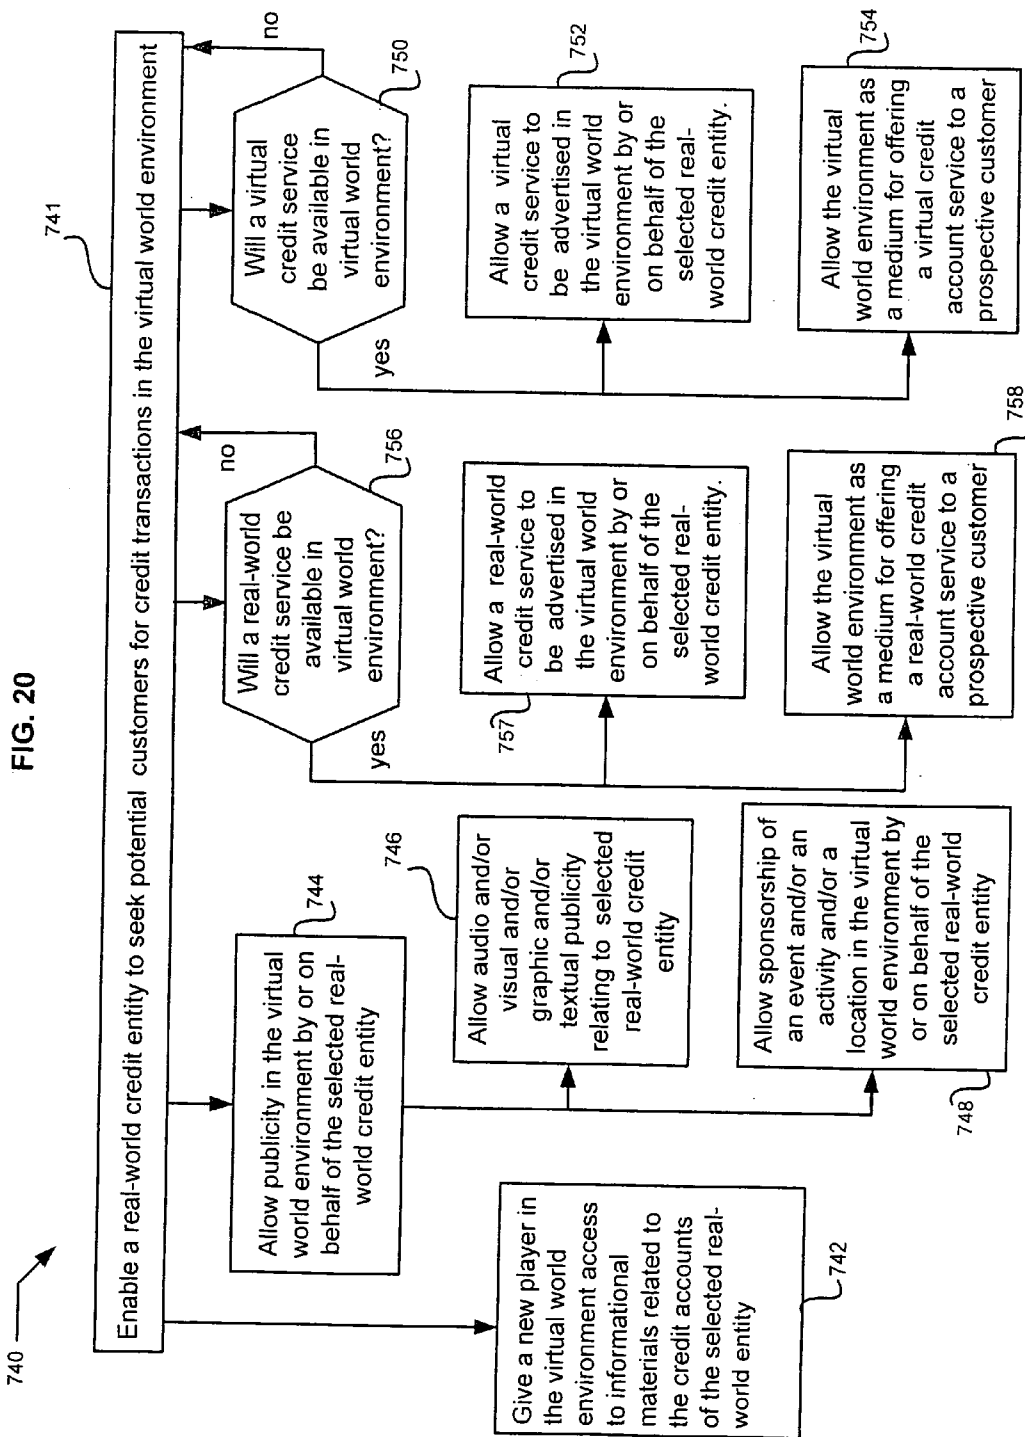 FIG. 20
740
741
Enable a real-world credit entity to seek potential customers for credit transactions in the virtual world environment
Give a new player in
the virtual world
environment access
to informational
materials related to
the credit accounts
of the selected real-
world entity
742
Allow publicity in the virtual
world environment by or on
behalf of the selected real-
world credit entity
744
Allow audio and/or
visual and/or
graphic and/or
textual publicity
relating to selected
real-world credit
entity
746
Allow sponsorship of
an event and/or an
activity and/or a
location in the virtual
world environment by
or on behalf of the
selected real-world
credit entity
748
Will a real-world
credit service be
available in
virtual world
environment?
756
no
yes
Allow a real-world
credit service to
be advertised in
the virtual world
environment by or
on behalf of the
selected real-
world credit entity.
757
Allow the virtual
world environment as
a medium for offering
a real-world credit
account service to a
prospective customer
758
Will a virtual
credit service
be available in
virtual world
environment?
750
no
yes
Allow a virtual
credit service to
be advertised in
the virtual world
environment by or
on behalf of the
selected real-
world credit entity.
752
Allow the virtual
world environment as
a medium for offering
a virtual credit
account service to a
prospective customer
754